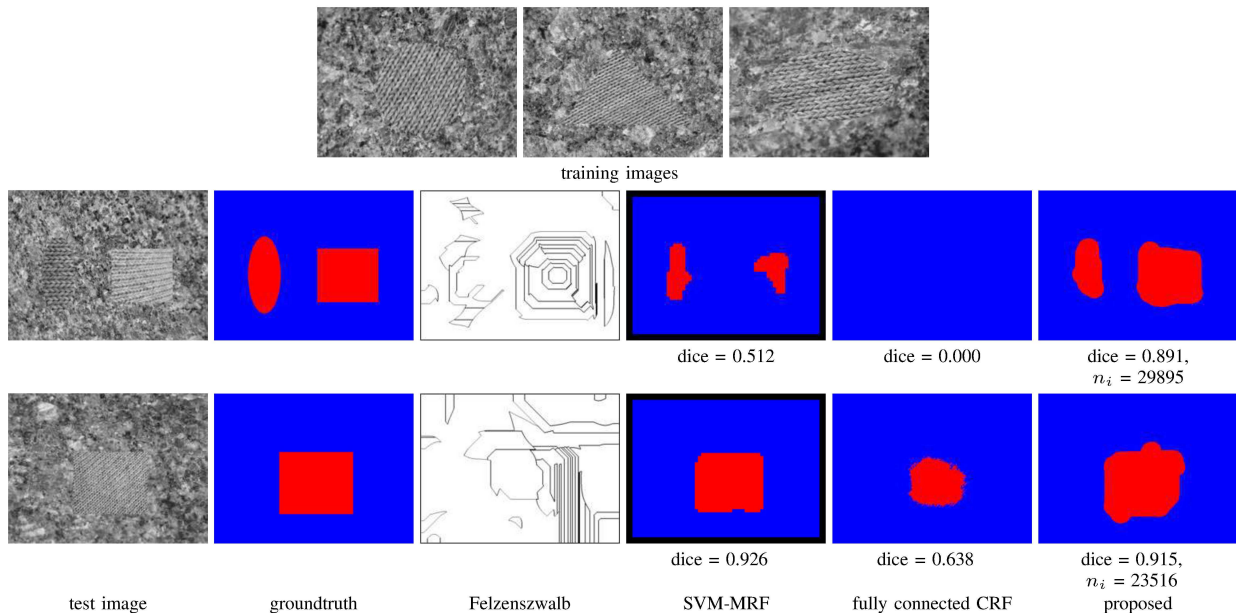 training images
dice = 0.512
dice = 0.000
dice = 0.891,
n_i = 29895
dice = 0.926
dice = 0.638
dice = 0.915,
n_i = 23516
test image
groundtruth
Felzenszwalb
SVM-MRF
fully connected CRF
proposed